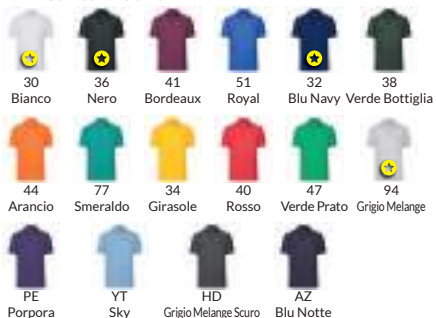 30 36 41 51 32 38
Bianco Nero Bordeaux Royal Blu Navy Verde Bottiglia
44 77 34 40 47 94
Arancio Smeraldo Girasole Rosso Verde Prato Grigio Melange
PE YT HD AZ
Porpora Sky Grigio Melange Scuro Blu Notte